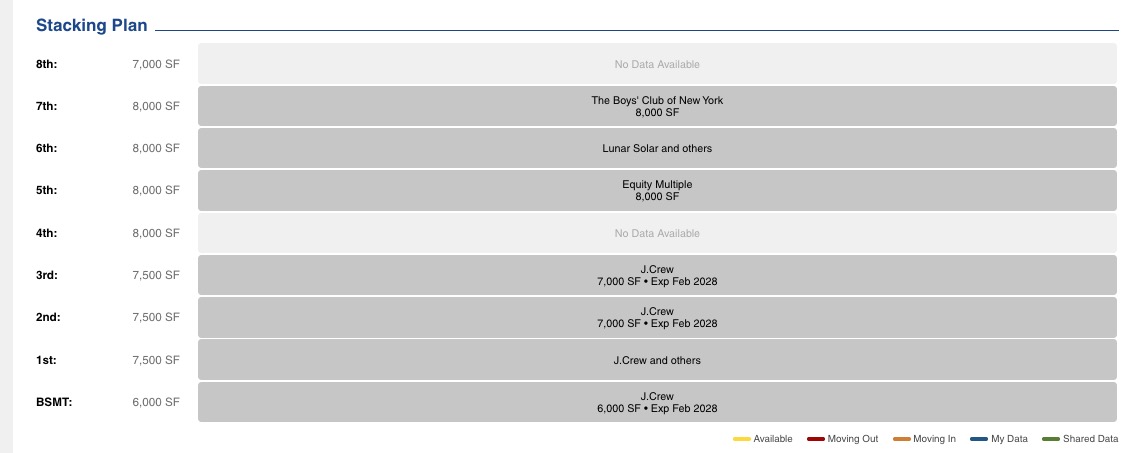 Stacking Plan
8th: 7,000 SF No Data Available
7th: 8,000 SF The Boys' Club of New York
8,000 SF
6th: 8,000 SF Lunar Solar and others
5th: 8,000 SF Equity Multiple
8,000 SF
4th: 8,000 SF No Data Available
3rd: 7,500 SF J.Crew
7,000 SF • Exp Feb 2028
2nd: 7,500 SF J.Crew
7,000 SF • Exp Feb 2028
1st: 7,500 SF J.Crew and others
BSMT: 6,000 SF J.Crew
6,000 SF • Exp Feb 2028
Available Moving Out Moving In My Data Shared Data